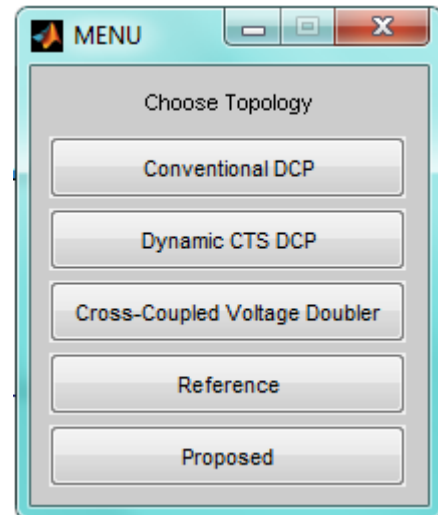 MENU
Choose Topology
Conventional DCP
Dynamic CTS DCP
Cross-Coupled Voltage Doubler
Reference
Proposed